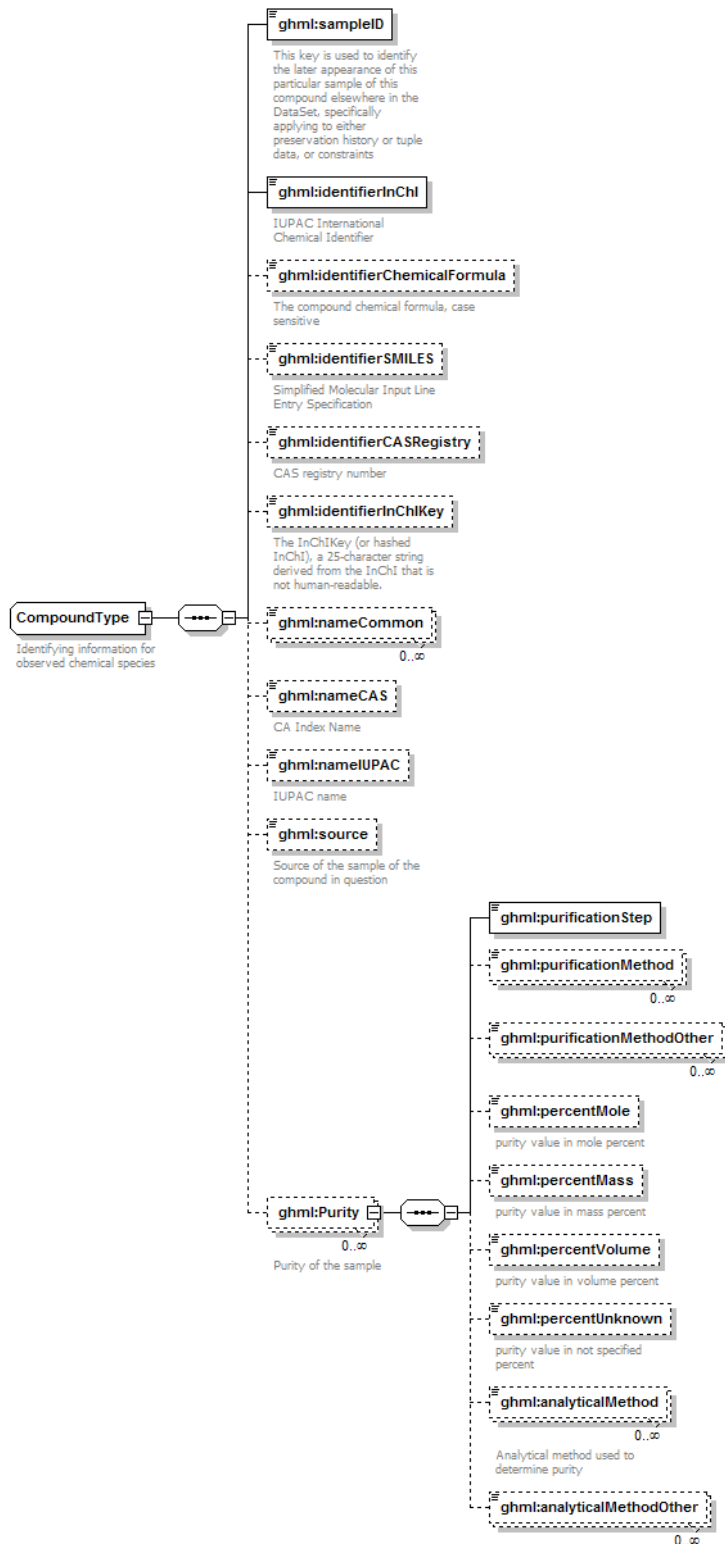 ghml:sampleID
This key is used to identify
the later appearance of this
particular sample of this
compound elsewhere in the
DataSet, specifically
applying to either
preservation history or tuple
data, or constraints
ghml:identifierInChI
IUPAC International
Chemical Identifier
ghml:identifierChemicalFormula
The compound chemical formula, case
sensitive
ghml:identifierSMILES
Simplified Molecular Input Line
Entry Specification
ghml:identifierCASRegistry
CAS registry number
ghml:identifierInChIKey
The InChIKey (or hashed
InChI), a 25-character string
derived from the InChI that is
not human-readable.
CompoundType
Identifying information for
observed chemical species
ghml:nameCommon
0..∞
ghml:nameCAS
CA Index Name
ghml:nameIUPAC
IUPAC name
ghml:source
Source of the sample of the
compound in question
ghml:Purity
0..∞
Purity of the sample
ghml:purificationStep
ghml:purificationMethod
0..∞
ghml:purificationMethodOther
0..∞
ghml:percentMole
purity value in mole percent
ghml:percentMass
purity value in mass percent
ghml:percentVolume
purity value in volume percent
ghml:percentUnknown
purity value in not specified
percent
ghml:analyticalMethod
0..∞
Analytical method used to
determine purity
ghml:analyticalMethodOther
0..∞